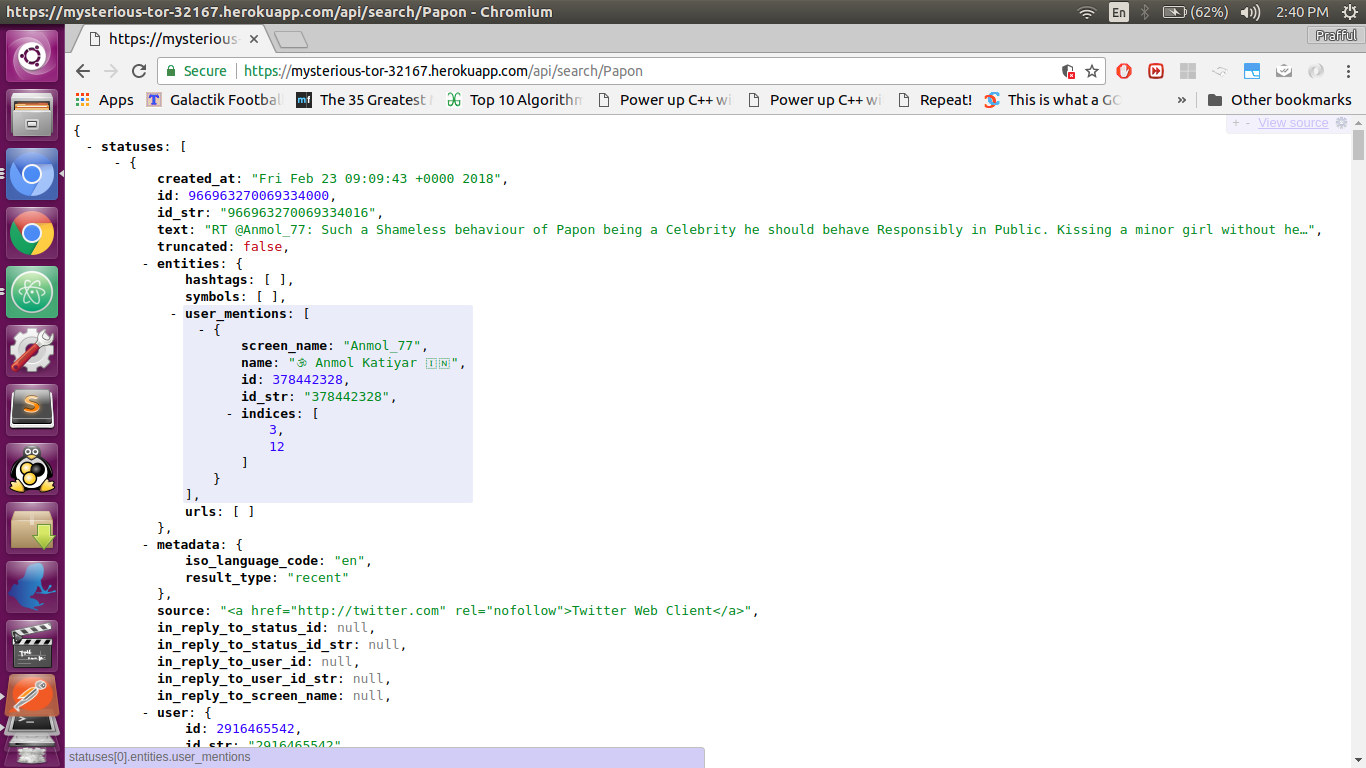 https://mysterious-tor-32167.herokuapp.com/api/search/Papon - Chromium
En
(62%)
2:40 PM
https://mysterious-
Prafful
Secure
https://mysterious-tor-32167.herokuapp.com/api/search/Papon
Apps
Galactik Footbal
The 35 Greatest
Top 10 Algorithm
Power up C++ wi
Power up C++ wi
Repeat!
This is what a GC
»
Other bookmarks
+ - View source
{
- statuses: [
- {
created_at: "Fri Feb 23 09:09:43 +0000 2018",
id: 966963270069334000,
id_str: "966963270069334016",
text: "RT @Anmol_77: Such a Shameless behaviour of Papon being a Celebrity he should behave Responsibly in Public. Kissing a minor girl without he…",
truncated: false,
- entities: {
hashtags: [ ],
symbols: [ ],
- user_mentions: [
- {
screen_name: "Anmol_77",
name: "🕉 Anmol Katiyar 🇮🇳",
id: 378442328,
id_str: "378442328",
- indices: [
3,
12
]
}
],
urls: [ ]
},
- metadata: {
iso_language_code: "en",
result_type: "recent"
},
source: "<a href="http://twitter.com" rel="nofollow">Twitter Web Client</a>",
in_reply_to_status_id: null,
in_reply_to_status_id_str: null,
in_reply_to_user_id: null,
in_reply_to_user_id_str: null,
in_reply_to_screen_name: null,
- user: {
id: 2916465542,
id_str: "2916465542"
statuses[0].entities.user_mentions